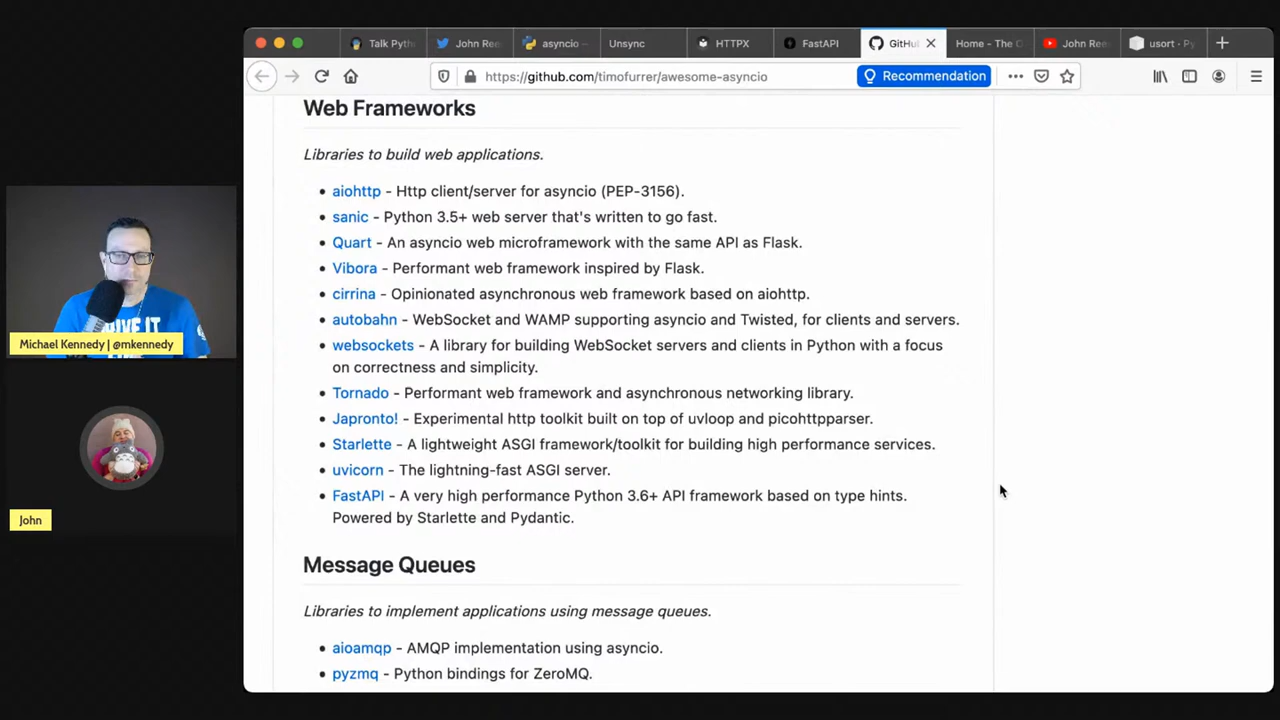 Talk Pyth
John Ree
asyncio –
Unsync
HTTPX
FastAPI
GitHu
Home - The C
John Ree
usort · Py
https://github.com/timofurrer/awesome-asyncio
Recommendation
Web Frameworks
Libraries to build web applications.
• aiohttp - Http client/server for asyncio (PEP-3156).
• sanic - Python 3.5+ web server that's written to go fast.
• Quart - An asyncio web microframework with the same API as Flask.
• Vibora - Performant web framework inspired by Flask.
• cirrina - Opinionated asynchronous web framework based on aiohttp.
• autobahn - WebSocket and WAMP supporting asyncio and Twisted, for clients and servers.
• websockets - A library for building WebSocket servers and clients in Python with a focus
on correctness and simplicity.
• Tornado - Performant web framework and asynchronous networking library.
• Japronto! - Experimental http toolkit built on top of uvloop and picohttpparser.
• Starlette - A lightweight ASGI framework/toolkit for building high performance services.
• uvicorn - The lightning-fast ASGI server.
• FastAPI - A very high performance Python 3.6+ API framework based on type hints.
Powered by Starlette and Pydantic.
Message Queues
Libraries to implement applications using message queues.
• aioamqp - AMQP implementation using asyncio.
• pyzmq - Python bindings for ZeroMQ.
Michael Kennedy | @mkennedy
John